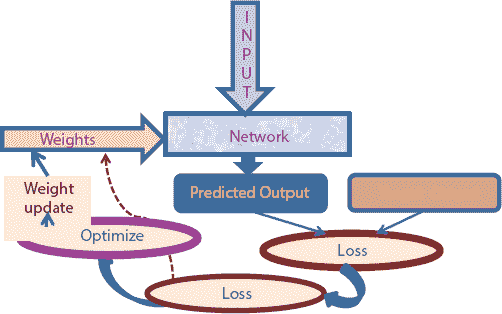 INPUT
Weights
Network
Weight
update
Predicted Output
Optimize
Loss
Loss